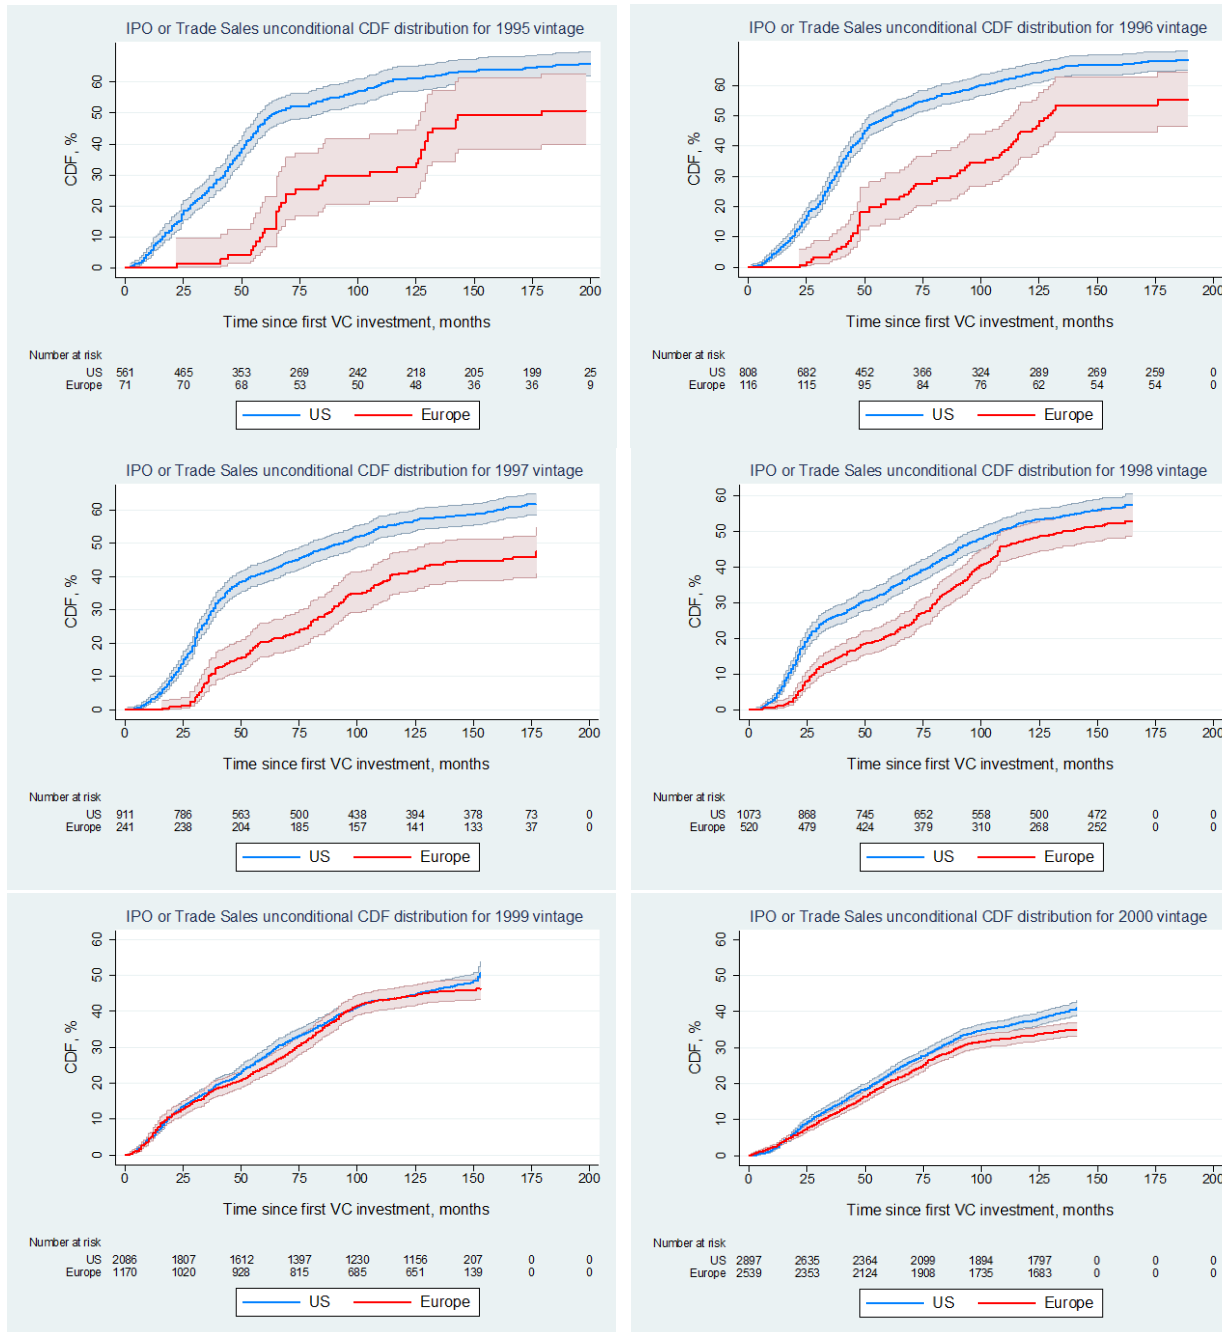 IPO or Trade Sales unconditional CDF distribution for 1995 vintage
CDF, %
60
50
40
30
20
10
0
0 25 50 75 100 125 150 175 200
Time since first VC investment, months
Number at risk
US 561 465 353 269 242 218 205 199 25
Europe 71 70 68 53 50 48 36 36 9
US Europe
IPO or Trade Sales unconditional CDF distribution for 1996 vintage
CDF, %
60
50
40
30
20
10
0
0 25 50 75 100 125 150 175 200
Time since first VC investment, months
Number at risk
US 808 682 452 366 324 289 269 259 0
Europe 116 115 95 84 76 62 54 54 0
US Europe
IPO or Trade Sales unconditional CDF distribution for 1997 vintage
CDF, %
60
50
40
30
20
10
0
0 25 50 75 100 125 150 175 200
Time since first VC investment, months
Number at risk
US 911 786 563 500 438 394 378 73 0
Europe 241 238 204 185 157 141 133 37 0
US Europe
IPO or Trade Sales unconditional CDF distribution for 1998 vintage
CDF, %
60
50
40
30
20
10
0
0 25 50 75 100 125 150 175 200
Time since first VC investment, months
Number at risk
US 1073 868 745 652 558 500 472 0 0
Europe 520 479 424 379 310 268 252 0 0
US Europe
IPO or Trade Sales unconditional CDF distribution for 1999 vintage
CDF, %
60
50
40
30
20
10
0
0 25 50 75 100 125 150 175 200
Time since first VC investment, months
Number at risk
US 2086 1807 1612 1397 1230 1156 207 0 0
Europe 1170 1020 928 815 685 651 139 0 0
US Europe
IPO or Trade Sales unconditional CDF distribution for 2000 vintage
CDF, %
60
50
40
30
20
10
0
0 25 50 75 100 125 150 175 200
Time since first VC investment, months
Number at risk
US 2897 2635 2364 2099 1894 1797 0 0 0
Europe 2539 2353 2124 1908 1735 1683 0 0 0
US Europe